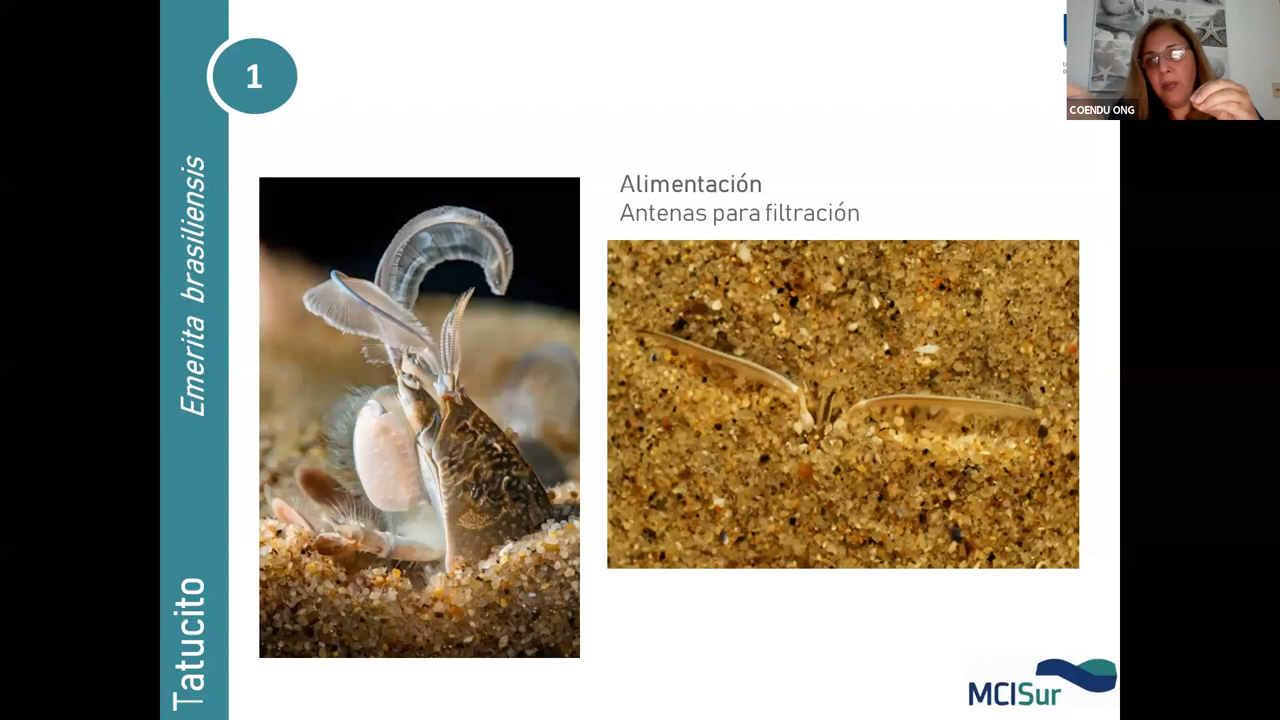 1
Tatucito
Emerita brasiliensis
Alimentación
Antenas para filtración
COENDU ONG
MCISur